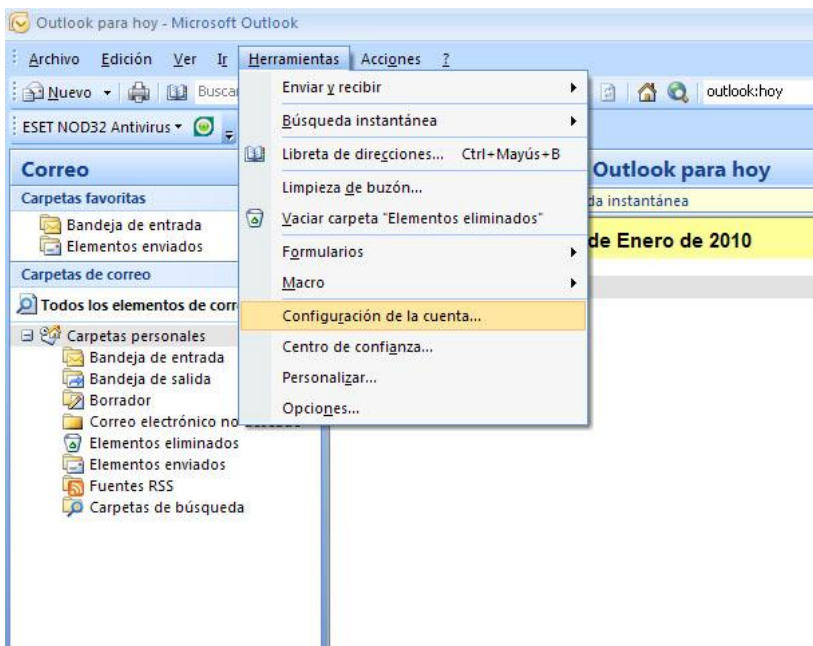 Outlook para hoy - Microsoft Outlook
Archivo Edición Ver Ir Herramientas Acciones ?
Nuevo Busca outlook:hoy
ESET NOD32 Antivirus
Enviar y recibir
Búsqueda instantánea
Libreta de direcciones... Ctrl+Mayús+B
Limpieza de buzón...
Vaciar carpeta "Elementos eliminados"
Formularios
Macro
Configuración de la cuenta...
Centro de confianza...
Personalizar...
Opciones...
Correo
Carpetas favoritas
Bandeja de entrada
Elementos enviados
Carpetas de correo
Todos los elementos de corr
Carpetas personales
Bandeja de entrada
Bandeja de salida
Borrador
Correo electrónico no deseado
Elementos eliminados
Elementos enviados
Fuentes RSS
Carpetas de búsqueda
Outlook para hoy
da instantánea
de Enero de 2010